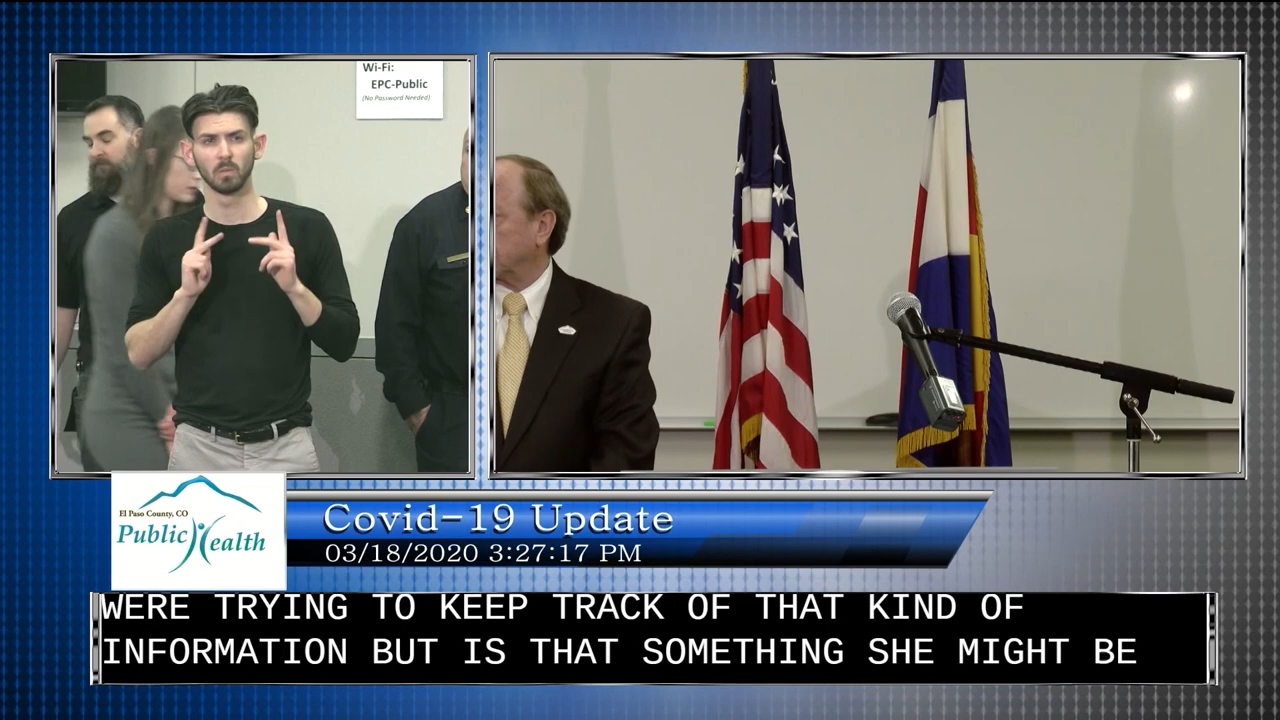 Wi-Fi:
EPC-Public
(No Password Needed)
El Paso County, CO
Public Health
Covid-19 Update
03/18/2020 3:27:17 PM
WERE TRYING TO KEEP TRACK OF THAT KIND OF
INFORMATION BUT IS THAT SOMETHING SHE MIGHT BE